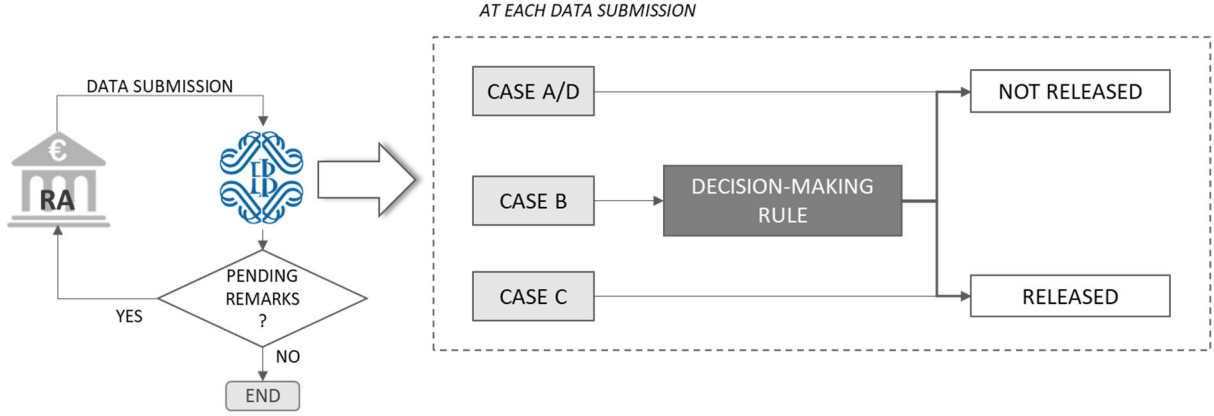 AT EACH DATA SUBMISSION
DATA SUBMISSION
€
RA
PENDING
REMARKS
?
YES
NO
END
CASE A/D
NOT RELEASED
CASE B
DECISION-MAKING
RULE
CASE C
RELEASED